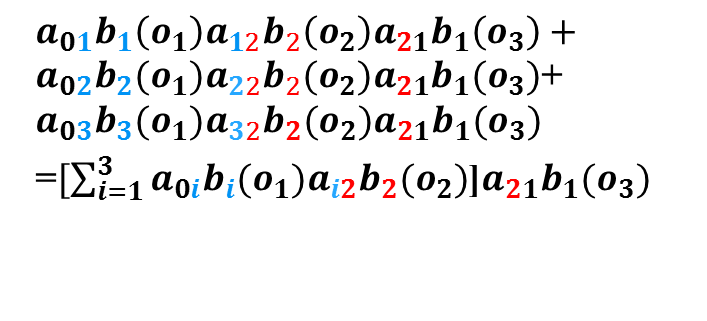 a₀₁b₁(o₁)a₁₂b₂(o₂)a₂₁b₁(o₃) +
a₀₂b₂(o₁)a₂₂b₂(o₂)a₂₁b₁(o₃)+
a₀₃b₃(o₁)a₃₂b₂(o₂)a₂₁b₁(o₃)
=[∑³ᵢ₌₁ a₀ᵢbᵢ(o₁)aᵢ₂b₂(o₂)]a₂₁b₁(o₃)